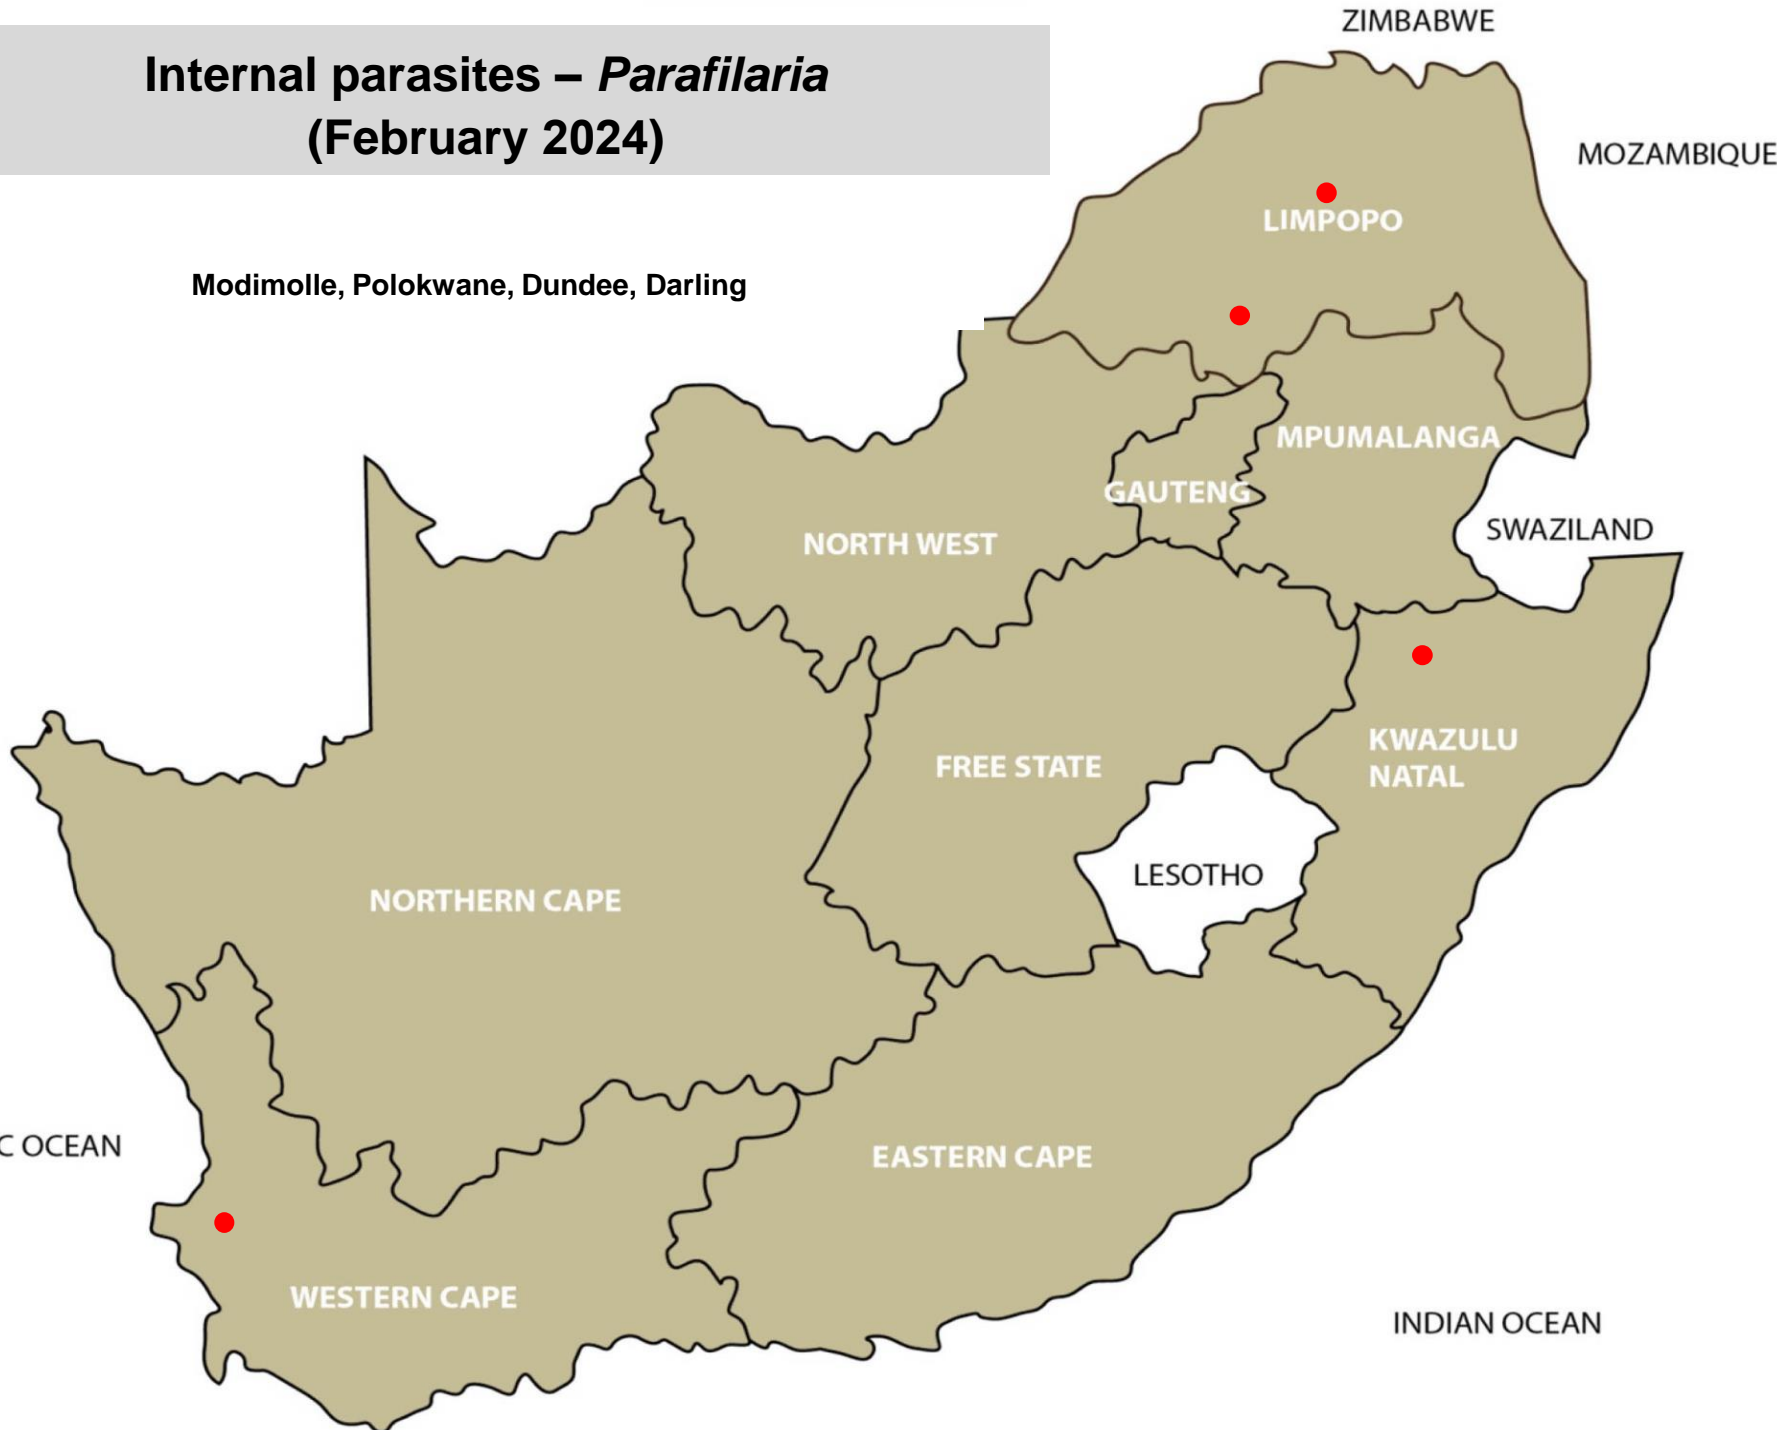 ZIMBABWE
Internal parasites – Parafilaria
(February 2024)
MOZAMBIQUE
LIMPOPO
Modimolle, Polokwane, Dundee, Darling
MPUMALANGA
GAUTENG
SWAZILAND
NORTH WEST
KWAZULU
NATAL
FREE STATE
LESOTHO
NORTHERN CAPE
C OCEAN
EASTERN CAPE
WESTERN CAPE
INDIAN OCEAN